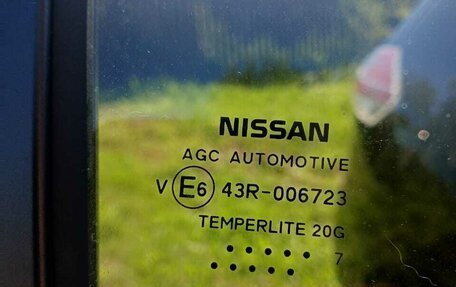 NISSAN
AGC AUTOMOTIVE
V E6 43R-006723
TEMPERLITE 20G
7